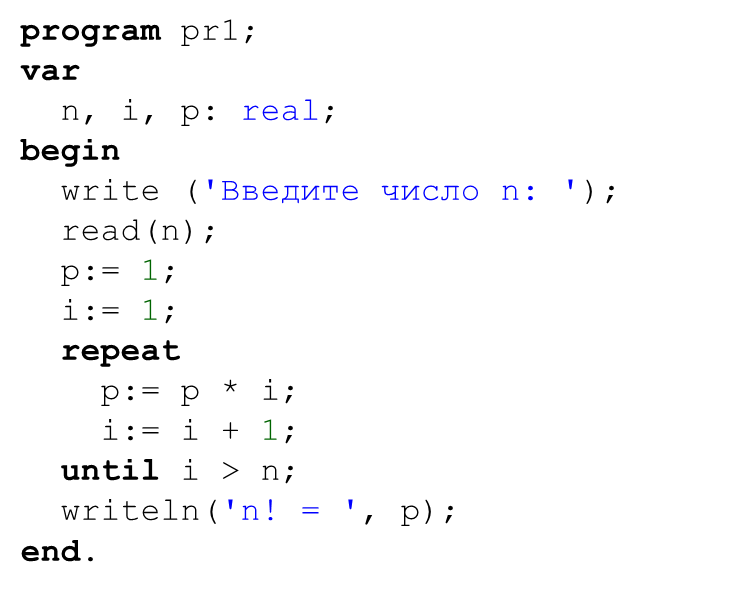 program pr1;
var
  n, i, p: real;
begin
  write ('Введите число n: ');
  read(n);
  p:= 1;
  i:= 1;
  repeat
    p:= p * i;
    i:= i + 1;
  until i > n;
  writeln('n! = ', p);
end.